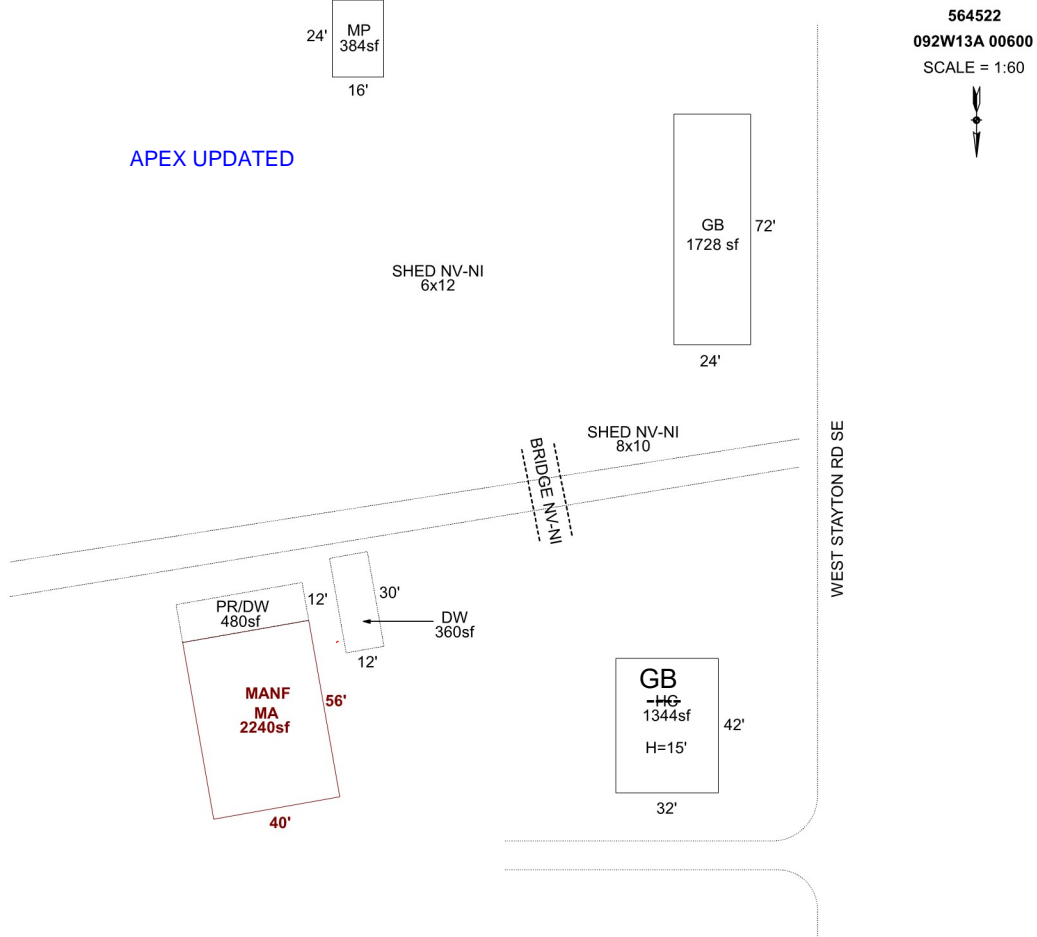 564522
092W13A 00600
SCALE = 1:60
24'
MP
384sf
16'
APEX UPDATED
GB
1728 sf
72'
24'
SHED NV-NI
6x12
SHED NV-NI
8x10
BRIDGE NV-NI
WEST STAYTON RD SE
PR/DW
480sf
12'
30'
DW
360sf
12'
MANF
MA
2240sf
56'
40'
GB
HG
1344sf
42'
H=15'
32'